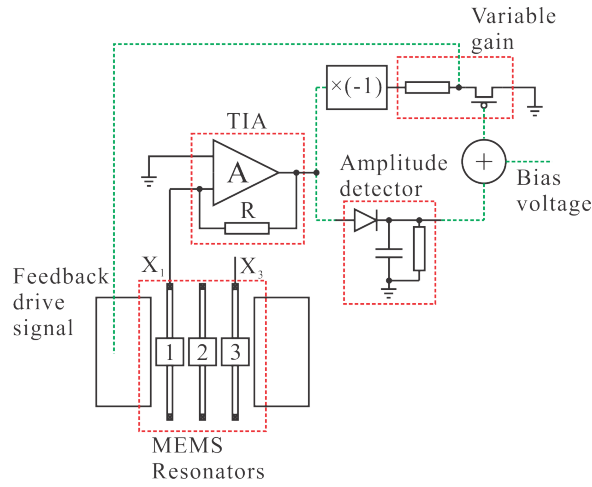 Variable
gain
×(-1)
TIA
A
R
Amplitude
detector
+
Bias
voltage
X1
X3
Feedback
drive
signal
1
2
3
MEMS
Resonators